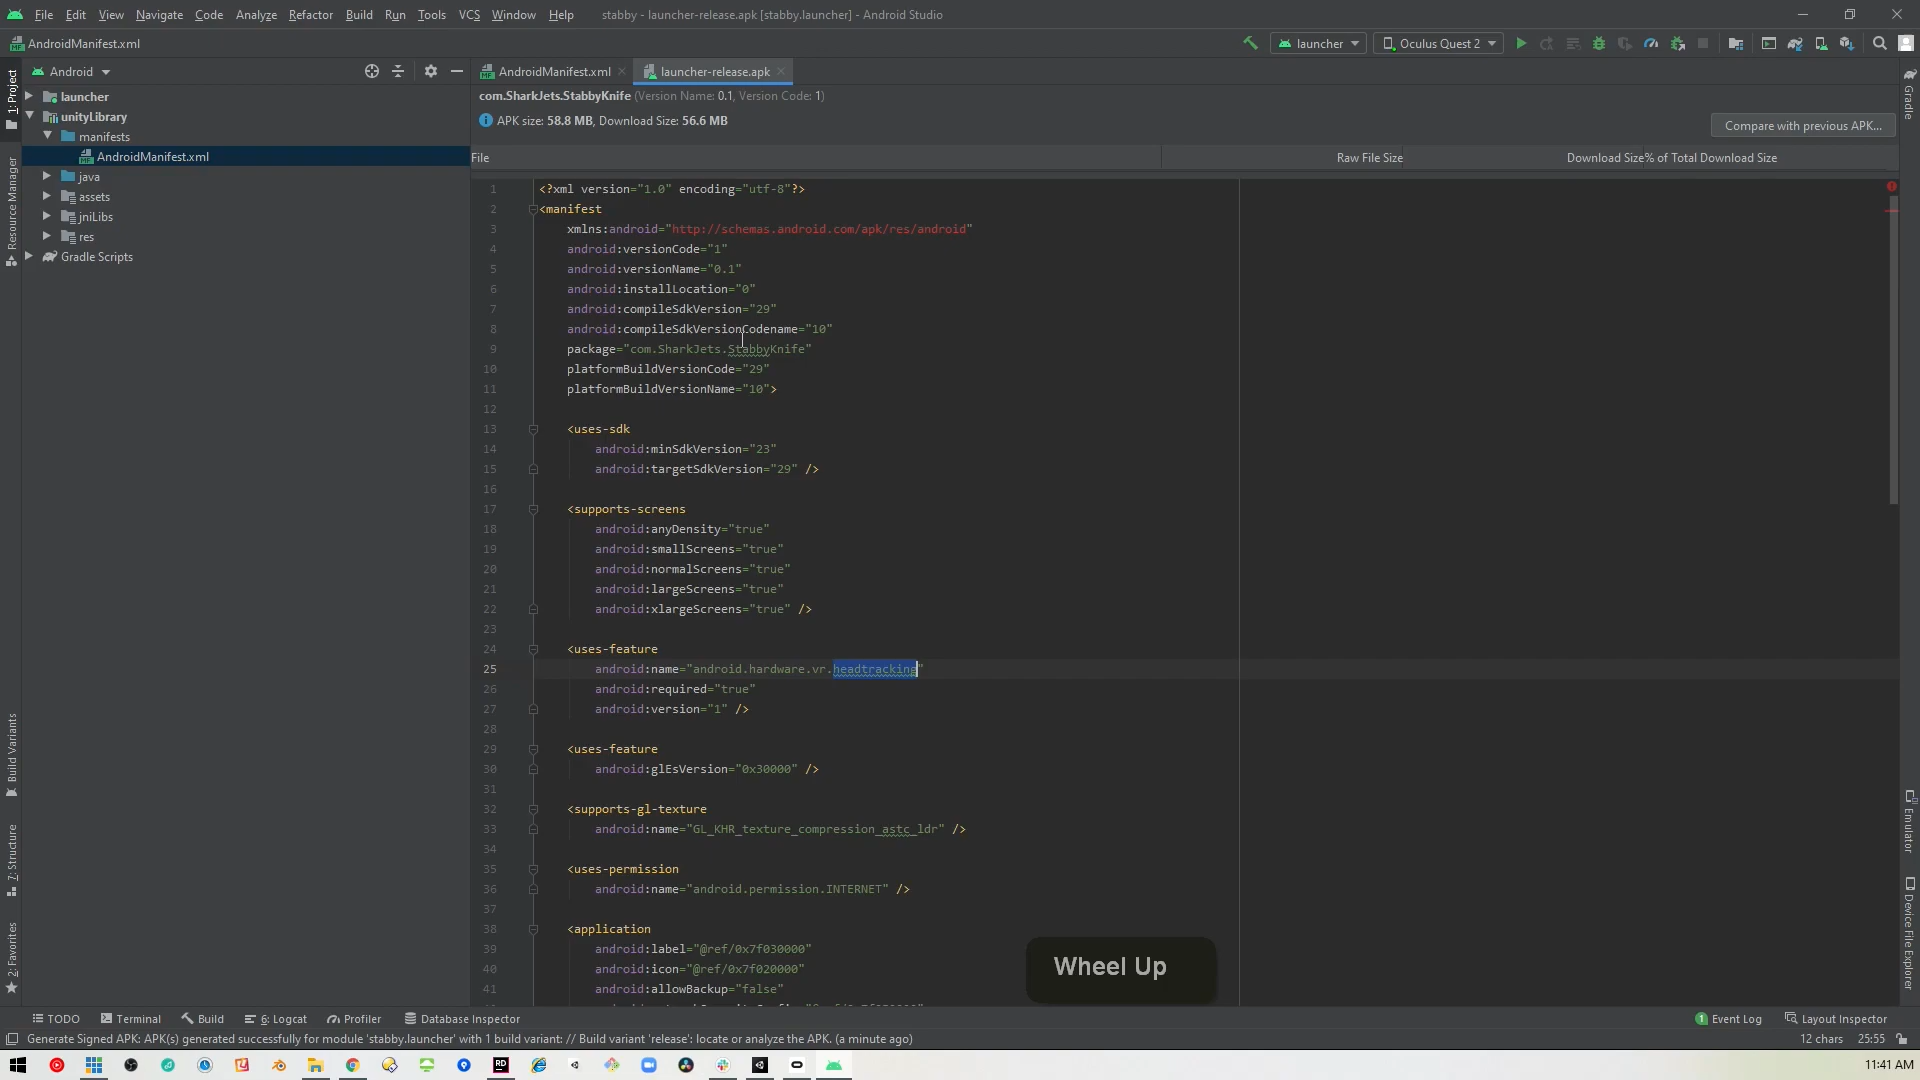 File Edit View Navigate Code Analyze Refactor Build Run Tools VCS Window Help stabby - launcher-release.apk [stabby.launcher] - Android Studio
AndroidManifest.xml launcher Oculus Quest 2
Android AndroidManifest.xml launcher-release.apk
1: Project
Resource Manager
Build Variants
7: Structure
2: Favorites
launcher
unityLibrary
manifests
AndroidManifest.xml
java
assets
jniLibs
res
Gradle Scripts
com.SharkJets.StabbyKnife (Version Name: 0.1, Version Code: 1)
APK size: 58.8 MB, Download Size: 56.6 MB
Compare with previous APK...
File Raw File Size Download Size % of Total Download Size
1 <?xml version="1.0" encoding="utf-8"?>
2 <manifest
3 xmlns:android="http://schemas.android.com/apk/res/android"
4 android:versionCode="1"
5 android:versionName="0.1"
6 android:installLocation="0"
7 android:compileSdkVersion="29"
8 android:compileSdkVersionCodename="10"
9 package="com.SharkJets.StabbyKnife"
10 platformBuildVersionCode="29"
11 platformBuildVersionName="10">
12
13 <uses-sdk
14 android:minSdkVersion="23"
15 android:targetSdkVersion="29" />
16
17 <supports-screens
18 android:anyDensity="true"
19 android:smallScreens="true"
20 android:normalScreens="true"
21 android:largeScreens="true"
22 android:xlargeScreens="true" />
23
24 <uses-feature
25 android:name="android.hardware.vr.headtracking"
26 android:required="true"
27 android:version="1" />
28
29 <uses-feature
30 android:glEsVersion="0x30000" />
31
32 <supports-gl-texture
33 android:name="GL_KHR_texture_compression_astc_ldr" />
34
35 <uses-permission
36 android:name="android.permission.INTERNET" />
37
38 <application
39 android:label="@ref/0x7f030000"
40 android:icon="@ref/0x7f020000"
41 android:allowBackup="false"
Wheel Up
Gradle
Emulator
Device File Explorer
TODO Terminal Build 6: Logcat Profiler Database Inspector 1 Event Log Layout Inspector
Generate Signed APK: APK(s) generated successfully for module 'stabby.launcher' with 1 build variant: // Build variant 'release': locate or analyze the APK. (a minute ago) 12 chars 25:55
11:41 AM